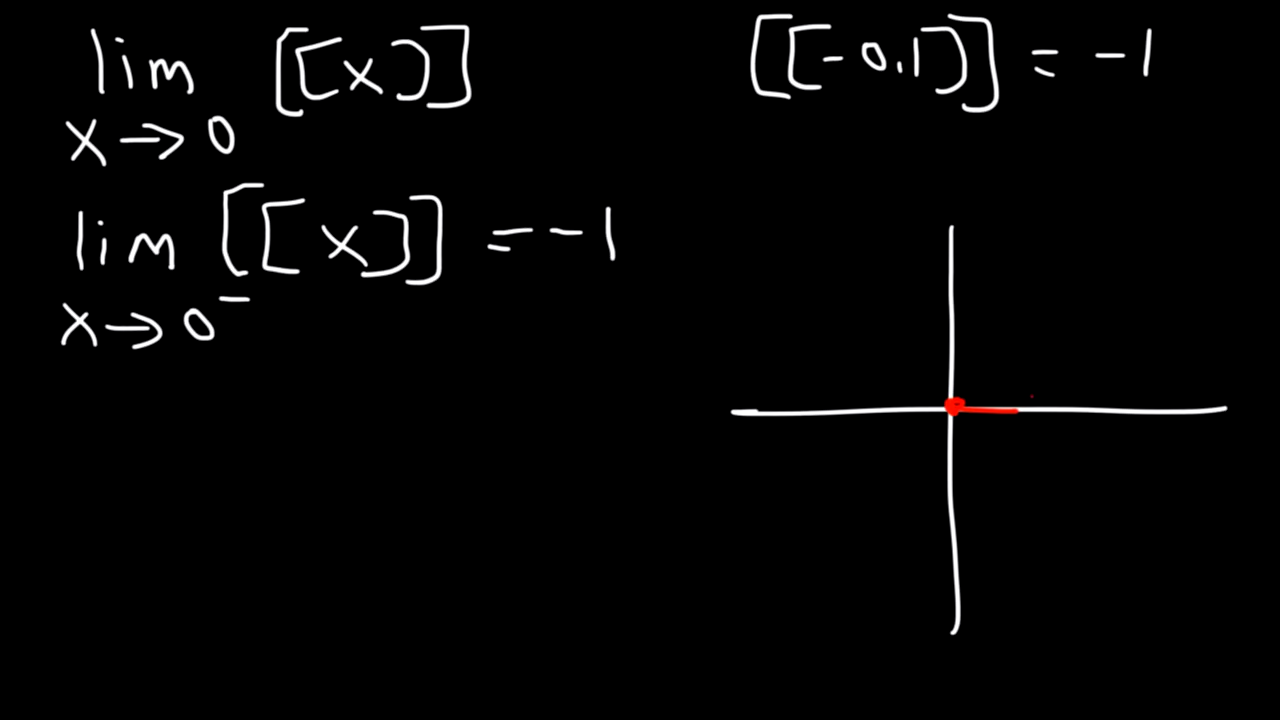 lim [[x]]
x→0
lim [[x]] = -1
x→0⁻
[[-0.1]] = -1